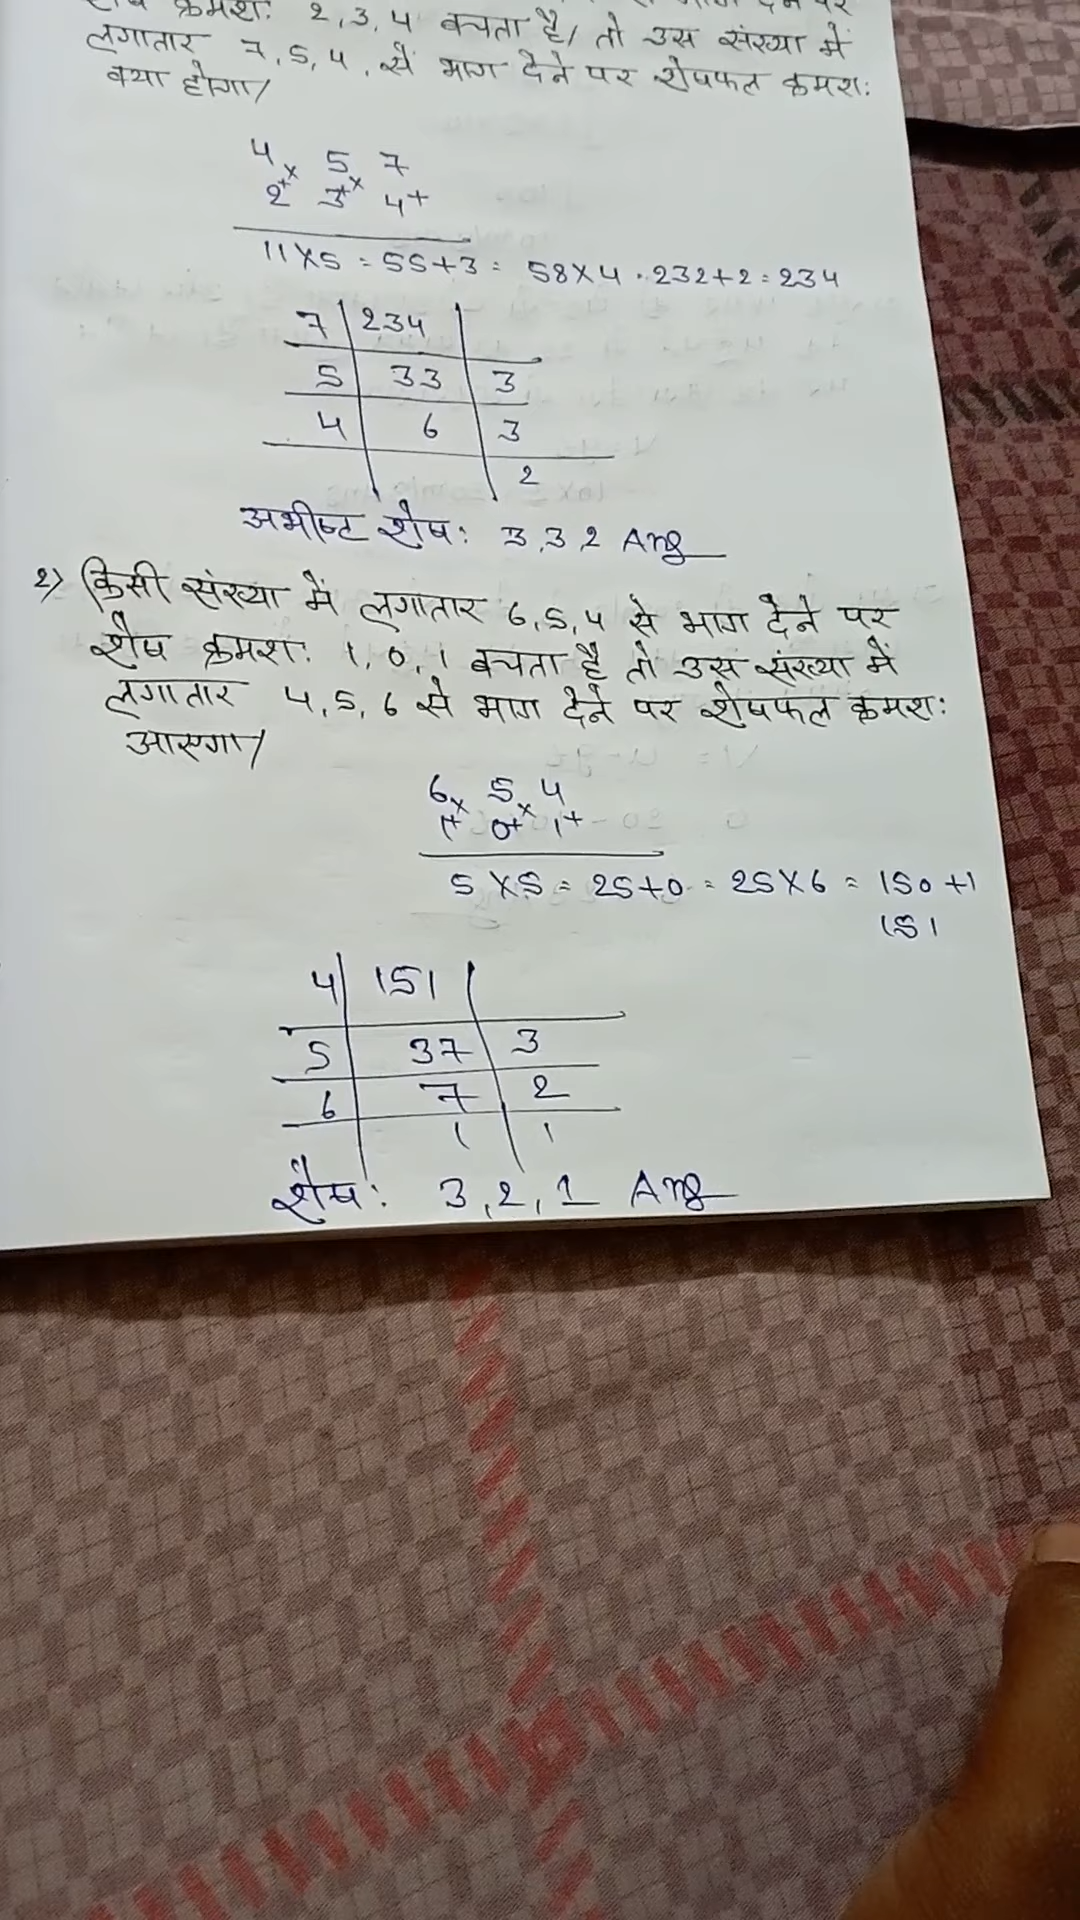 शेष क्रमश: 2, 3, 4 बचता है, तो उस संख्या में
लगातार 7, 5, 4, से भाग देने पर शेषफल क्रमश:
क्या होगा/
4 × 5 × 7
2+ 3+ 4+
11×5 = 55+3 = 58×4 = 232+2 = 234
7 | 234 |
5 | 33 | 3
4 | 6 | 3
2
अभीष्ट शेष: 3, 3, 2 Ans
2) किसी संख्या में लगातार 6, 5, 4 से भाग देने पर
शेष क्रमश: 1, 0, 1 बचता है तो उस संख्या में
लगातार 4, 5, 6 से भाग देने पर शेषफल क्रमश:
आएगा/
6 × 5 × 4
1+ 0+ 1+
5×5 = 25+0 = 25×6 = 150+1
151
4 | 151 |
5 | 37 | 3
6 | 7 | 2
1 | 1
शेष: 3, 2, 1 Ans